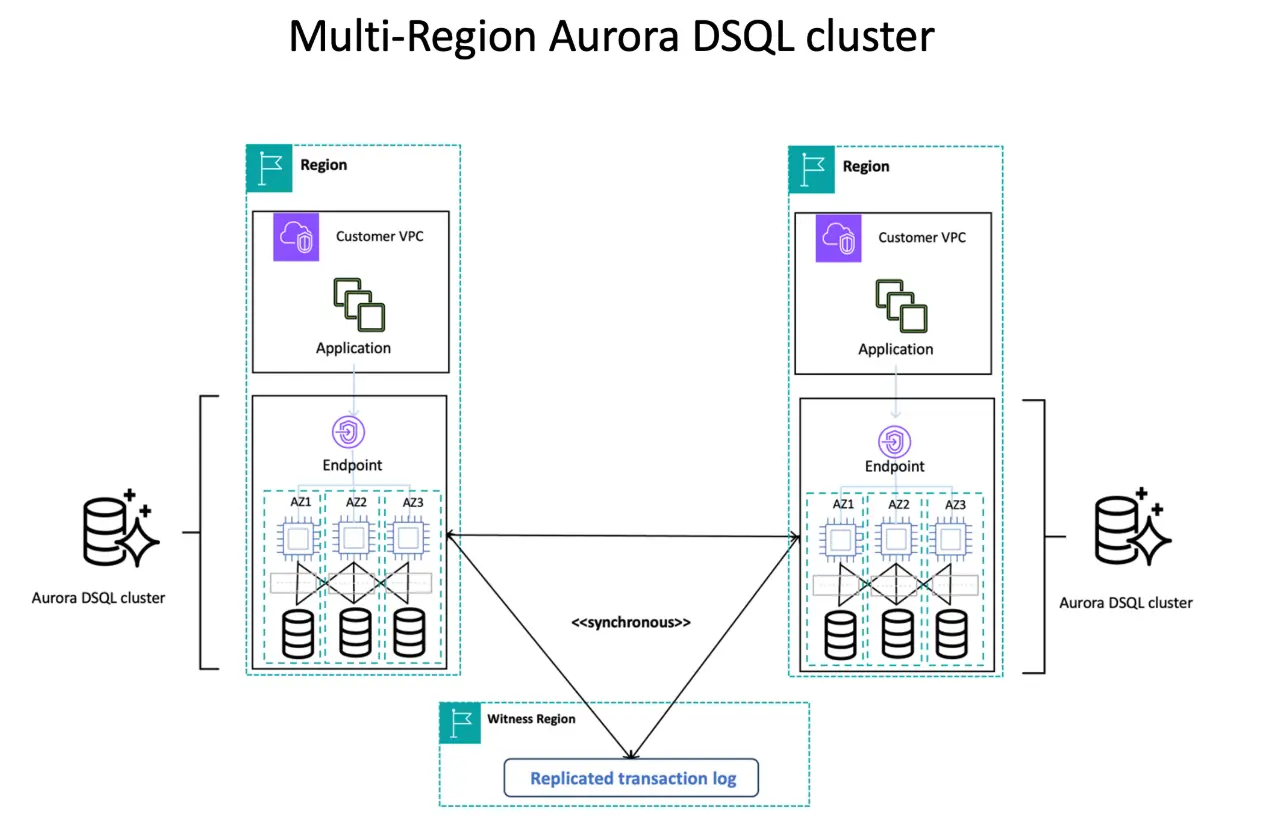 Multi-Region Aurora DSQL cluster
Region
Customer VPC
Application
Endpoint
AZ1 AZ2 AZ3
Aurora DSQL cluster
Region
Customer VPC
Application
Endpoint
AZ1 AZ2 AZ3
Aurora DSQL cluster
<<synchronous>>
Witness Region
Replicated transaction log